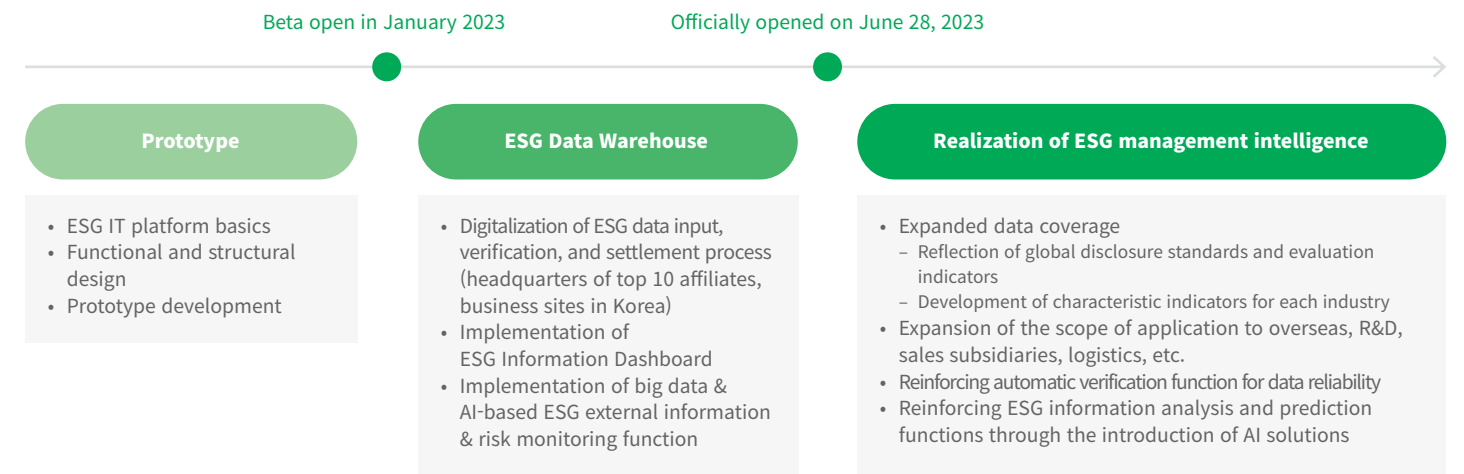 Beta open in January 2023
Officially opened on June 28, 2023
Prototype
• ESG IT platform basics
• Functional and structural
design
• Prototype development
ESG Data Warehouse
• Digitalization of ESG data input,
verification, and settlement process
(headquarters of top 10 affiliates,
business sites in Korea)
• Implementation of
ESG Information Dashboard
• Implementation of big data &
AI-based ESG external information
& risk monitoring function
Realization of ESG management intelligence
• Expanded data coverage
– Reflection of global disclosure standards and evaluation
indicators
– Development of characteristic indicators for each industry
• Expansion of the scope of application to overseas, R&D,
sales subsidiaries, logistics, etc.
• Reinforcing automatic verification function for data reliability
• Reinforcing ESG information analysis and prediction
functions through the introduction of AI solutions